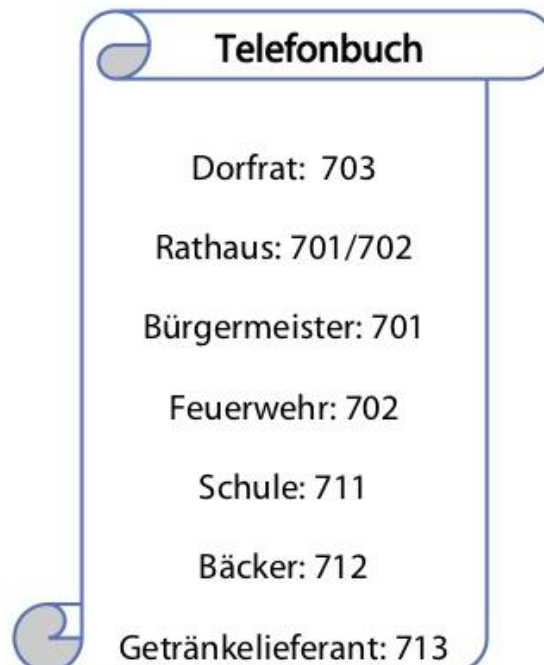 Telefonbuch
Dorfrat: 703
Rathaus: 701/702
Bürgermeister: 701
Feuerwehr: 702
Schule: 711
Bäcker: 712
Getränkelieferant: 713